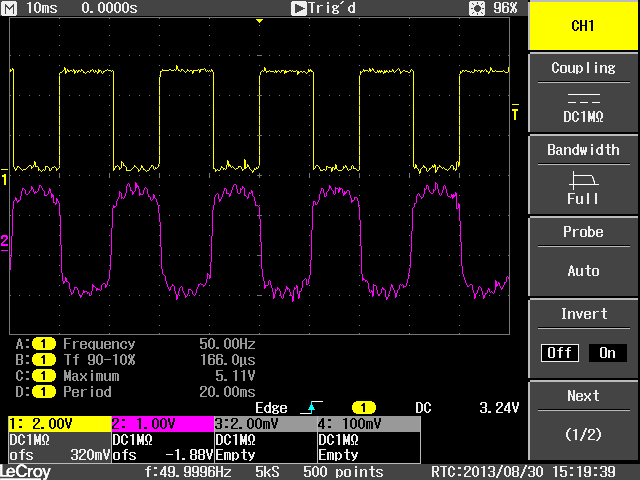 M 10ms 0.0000s Trig'd 96%
CH1
Coupling
DC1MΩ
Bandwidth
Full
Probe
Auto
Invert
Off On
Next
(1/2)
T
1
2
A: 1 Frequency 50.00Hz
B: 1 Tf 90-10% 166.0µs
C: 1 Maximum 5.11V
D: 1 Period 20.00ms
Edge 1 DC 3.24V
1: 2.00V 2: 1.00V 3:2.00mV 4: 100mV
DC1MΩ DC1MΩ DC1MΩ DC1MΩ
ofs 320mV ofs -1.88V Empty Empty
LeCroy f:49.9996Hz 5kS 500 points RTC:2013/08/30 15:19:39